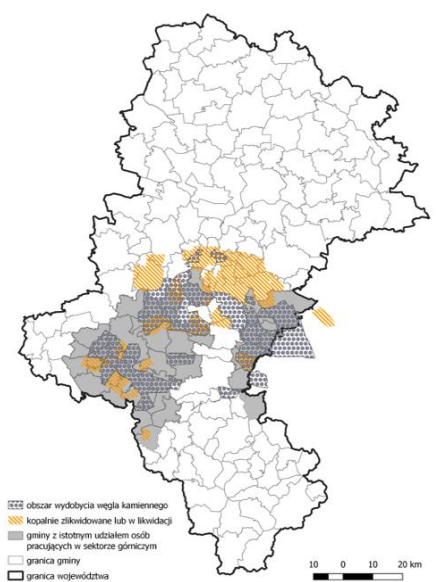 obszar wydobycia węgla kamiennego
kopalnie zlikwidowane lub w likwidacji
gminy z istotnym udziałem osób
pracujących w sektorze górniczym
granica gminy
granica województwa
10 0 10 20 km